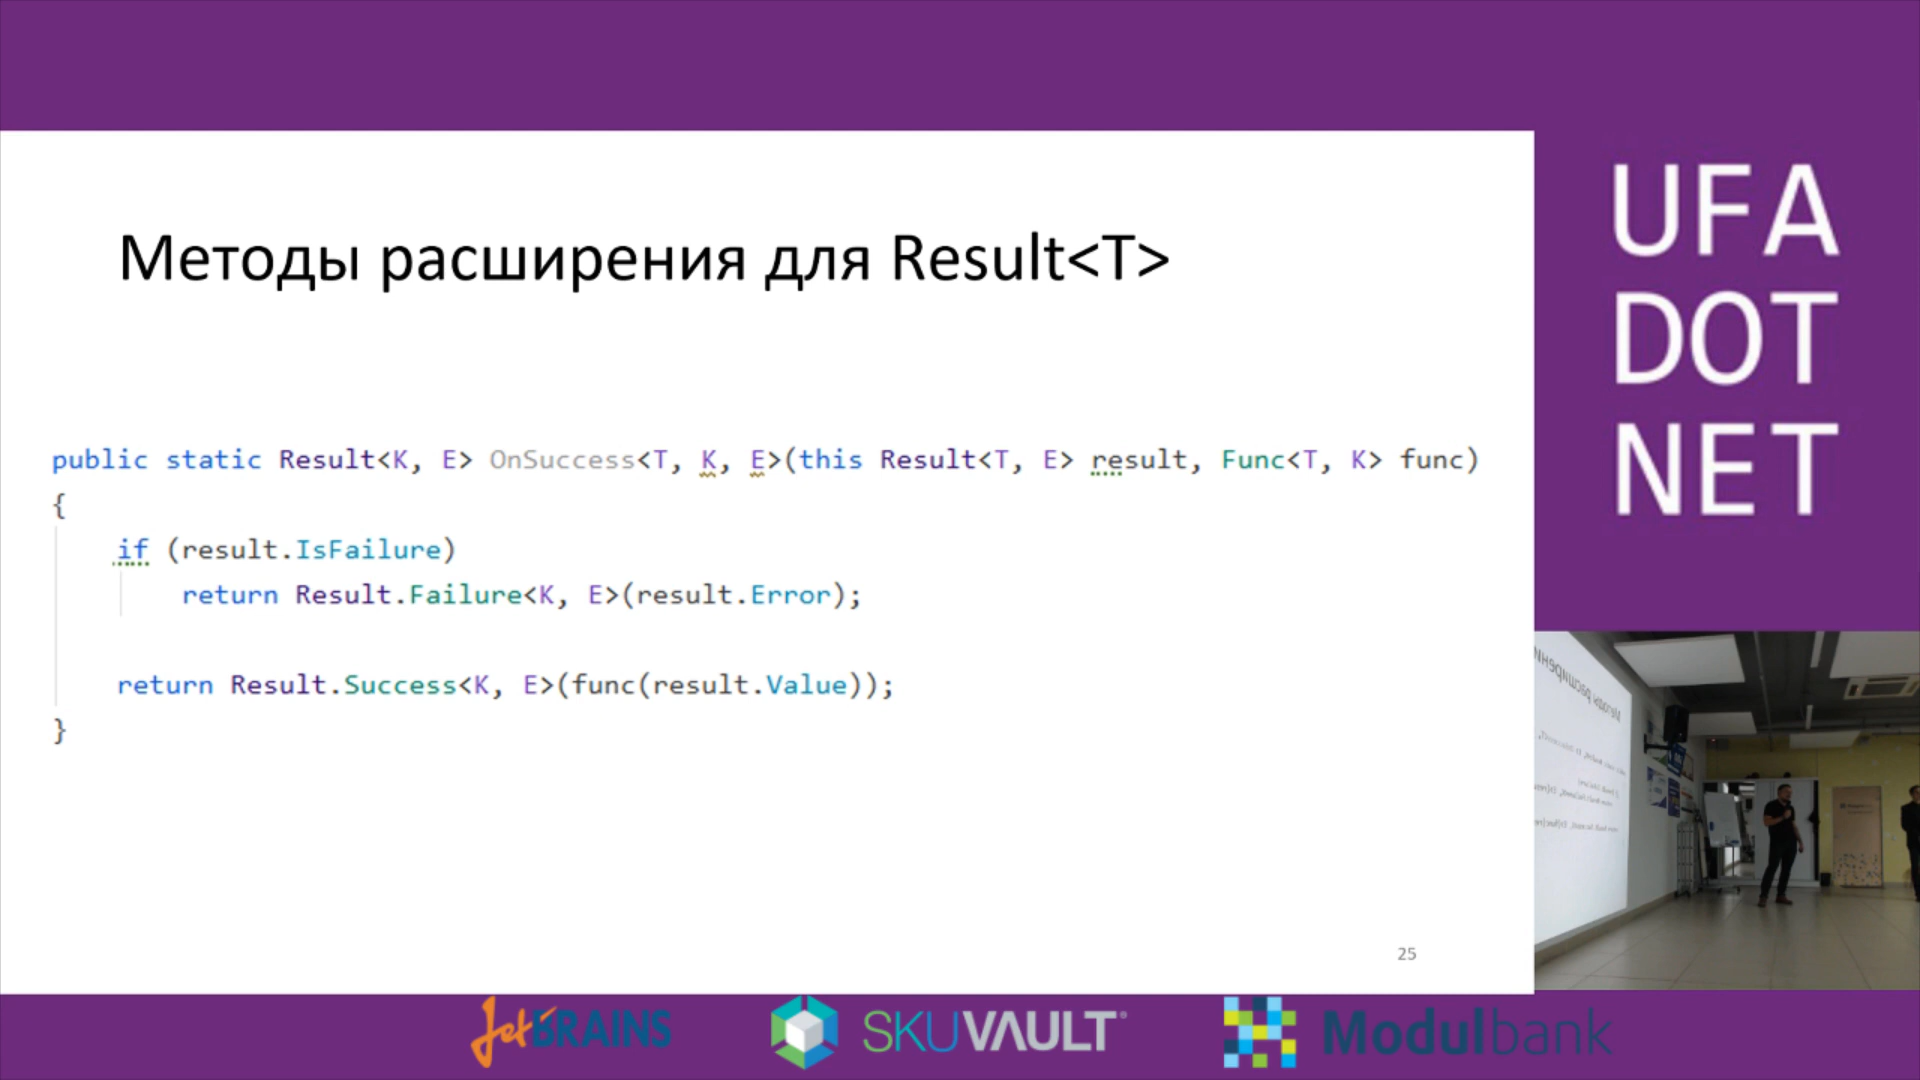 Методы расширения для Result<T>
public static Result<K, E> OnSuccess<T, K, E>(this Result<T, E> result, Func<T, K> func)
{
if (result.IsFailure)
return Result.Failure<K, E>(result.Error);
return Result.Success<K, E>(func(result.Value));
}
25
UFA
DOT
NET
JetBRAINS
SKUVAULT®
Modulbank